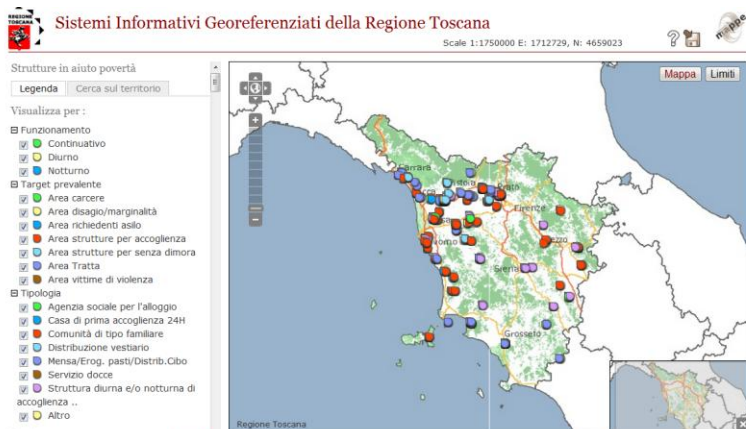 REGIONE
TOSCANA
Sistemi Informativi Georeferenziati della Regione Toscana
Scale 1:1750000 E: 1712729, N: 4659023
mappe
Strutture in aiuto povertà
Legenda
Cerca sul territorio
Visualizza per :
Funzionamento
Continuativo
Diurno
Notturno
Target prevalente
Area carcere
Area disagio/marginalità
Area richiedenti asilo
Area strutture per accoglienza
Area strutture per senza dimora
Area Tratta
Area vittime di violenza
Tipologia
Agenzia sociale per l'alloggio
Casa di prima accoglienza 24H
Comunità di tipo familiare
Distribuzione vestiario
Mensa/Erog. pasti/Distrib.Cibo
Servizio docce
Struttura diurna e/o notturna di
accoglienza ..
Altro
Mappa
Limiti
Firenze
Siena
Grosseto
Regione Toscana